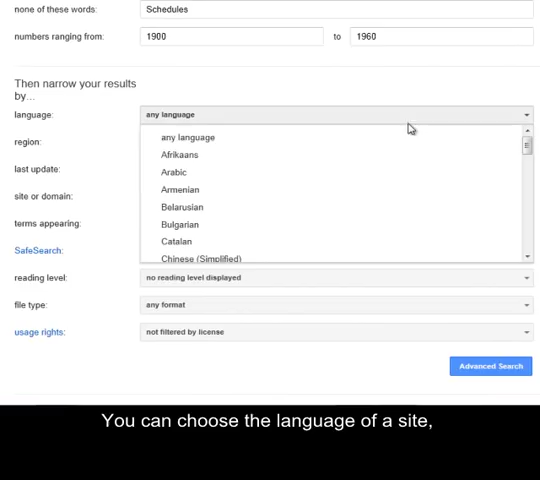 none of these words: Schedules
numbers ranging from: 1900 to 1960
Then narrow your results
by...
language: any language
any language
region:
Afrikaans
last update:
Arabic
Armenian
site or domain:
Belarusian
terms appearing:
Bulgarian
Catalan
SafeSearch:
Chinese (Simplified)
reading level: no reading level displayed
file type: any format
usage rights: not filtered by license
Advanced Search
You can choose the language of a site,